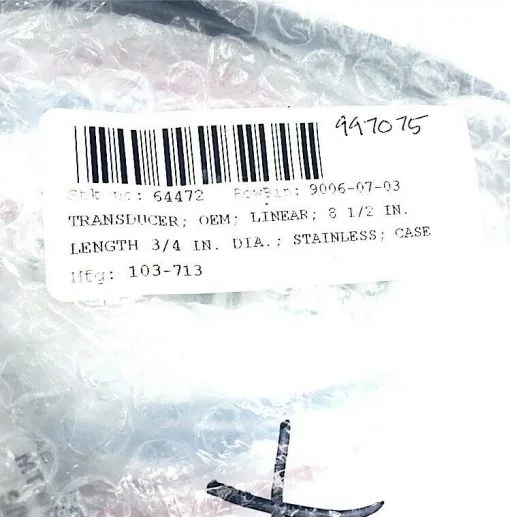 997075
Stk no: 64472 RowBin: 9006-07-03
TRANSDUCER; OEM; LINEAR; 8 1/2 IN.
LENGTH 3/4 IN. DIA.; STAINLESS; CASE
Mfg: 103-713